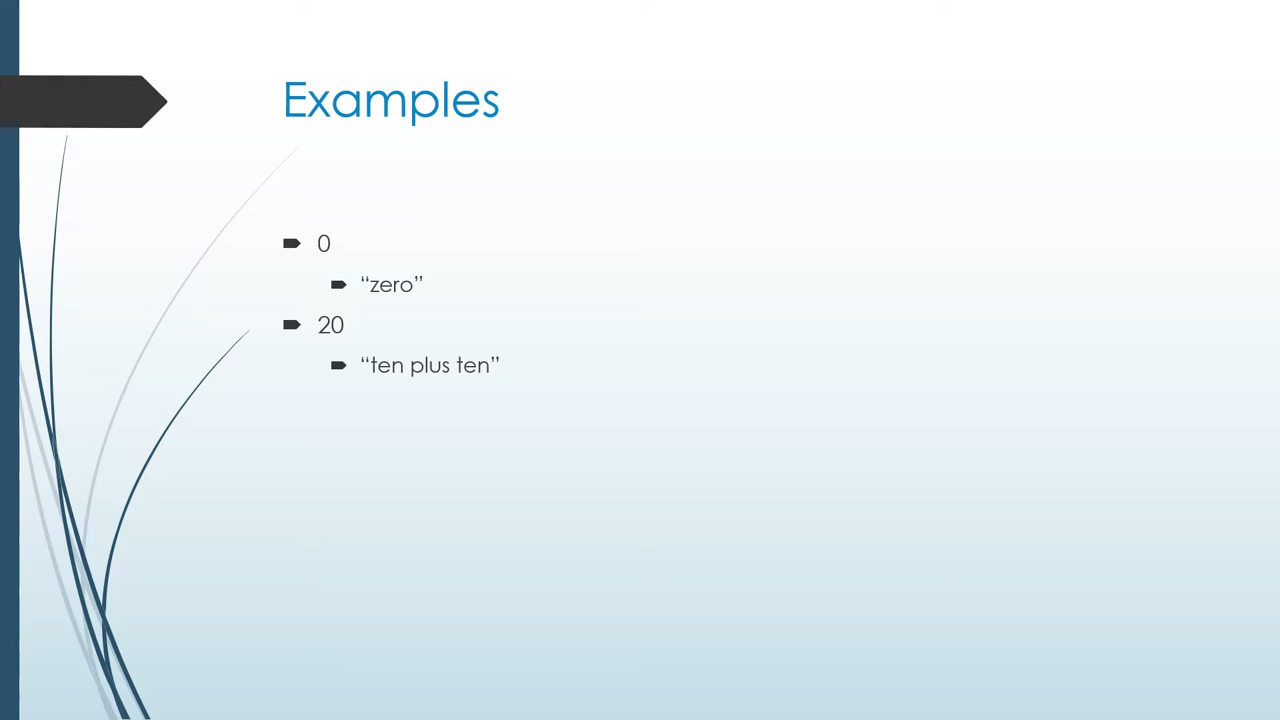 Examples
0
“zero”
20
“ten plus ten”